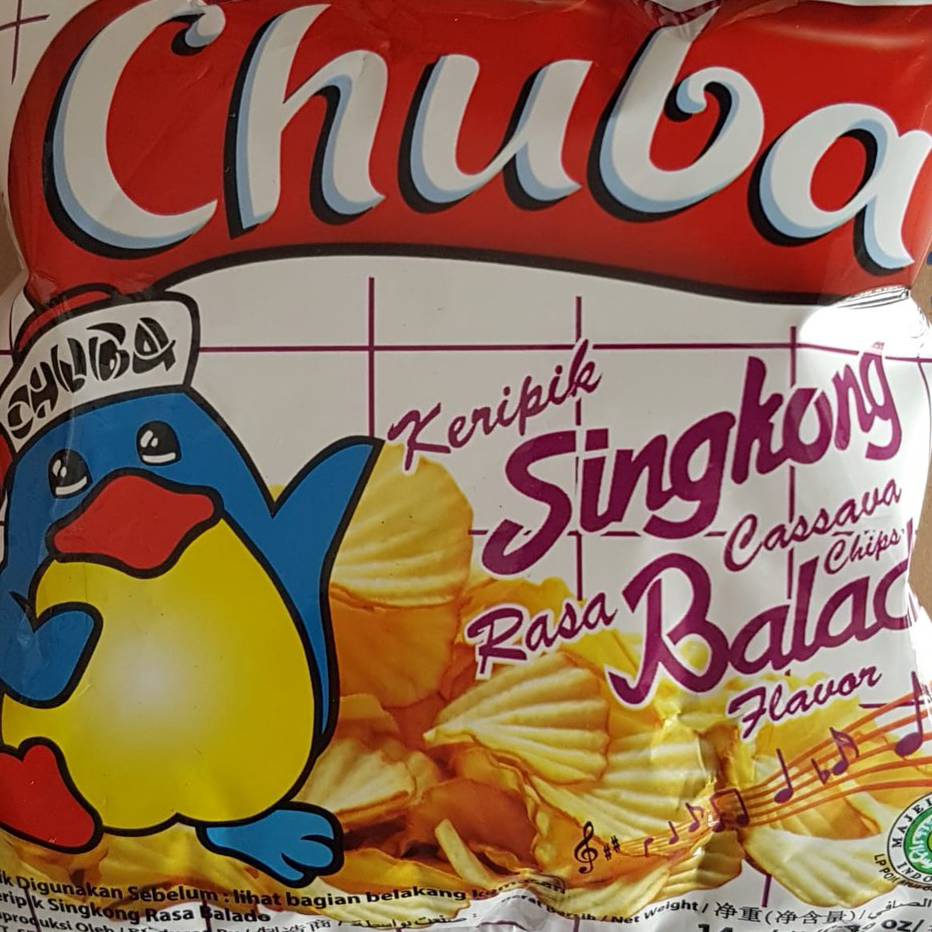 Chuba
CHUBA
Keripik
Singkong
Cassava
Chips
Rasa
Balad
Flavor
Digunakan Sebelum : lihat bagian belakang
Singkong Rasa Balado
/ Net Weight / 净重(净含量)/